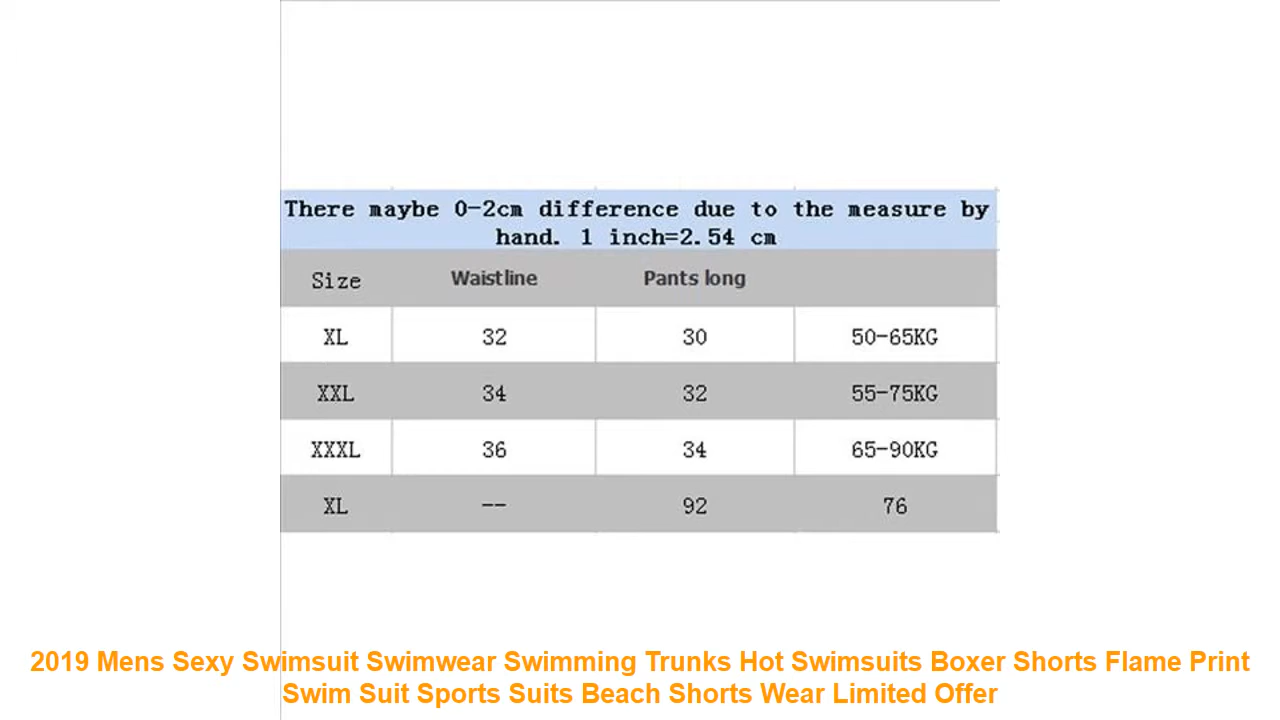 There maybe 0-2cm difference due to the measure by
hand. 1 inch=2.54 cm
Size Waistline Pants long
XL 32 30 50-65KG
XXL 34 32 55-75KG
XXXL 36 34 65-90KG
XL -- 92 76
2019 Mens Sexy Swimsuit Swimwear Swimming Trunks Hot Swimsuits Boxer Shorts Flame Print
Swim Suit Sports Suits Beach Shorts Wear Limited Offer